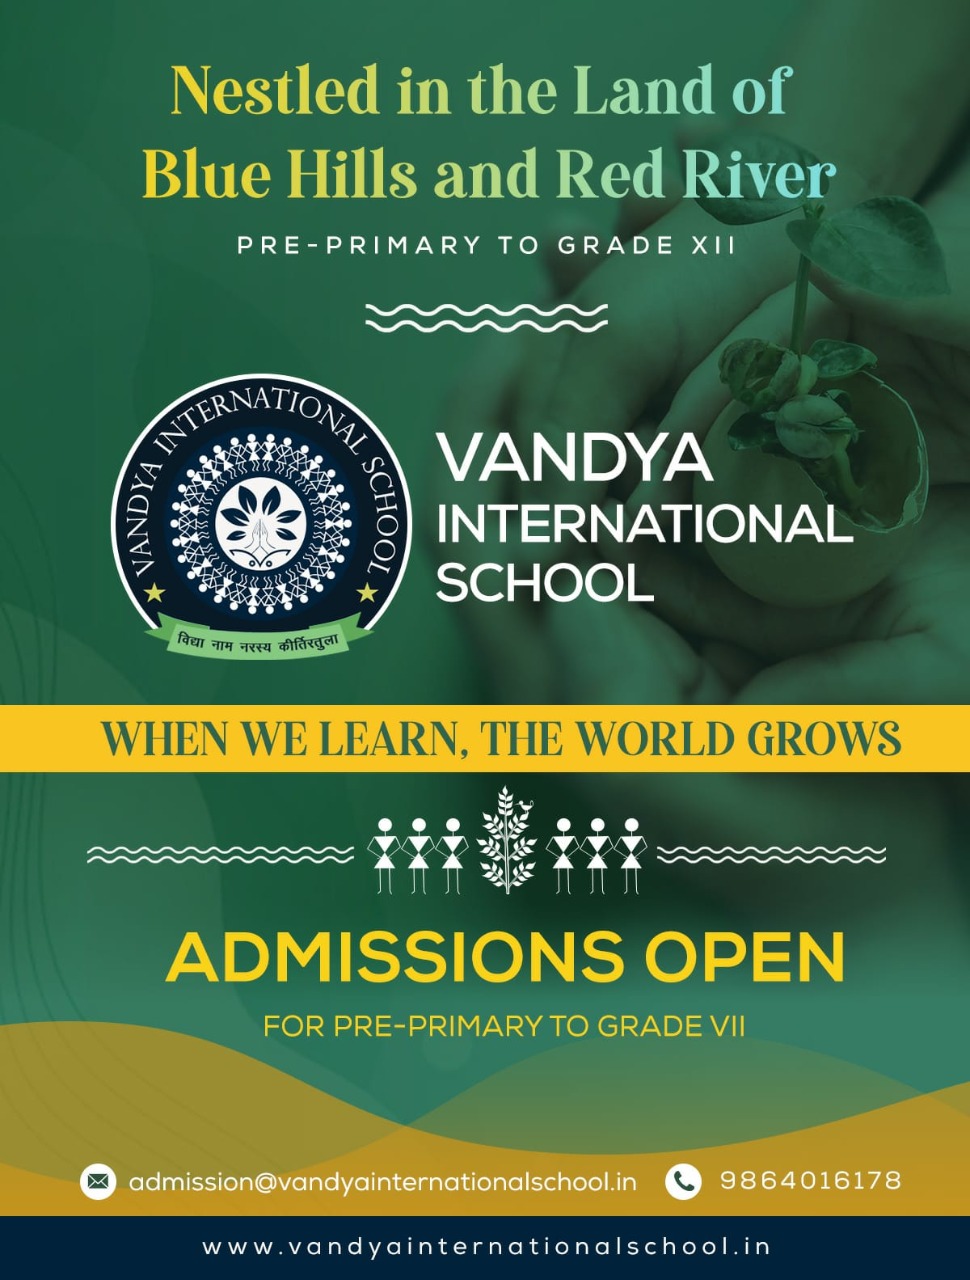 Nestled in the Land of
Blue Hills and Red River
PRE-PRIMARY TO GRADE XII
VANDYA INTERNATIONAL SCHOOL
विद्या नाम नरस्य कीर्तिरतुला
VANDYA
INTERNATIONAL
SCHOOL
WHEN WE LEARN, THE WORLD GROWS
ADMISSIONS OPEN
FOR PRE-PRIMARY TO GRADE VII
admission@vandyainternationalschool.in 9864016178
www.vandyainternationalschool.in